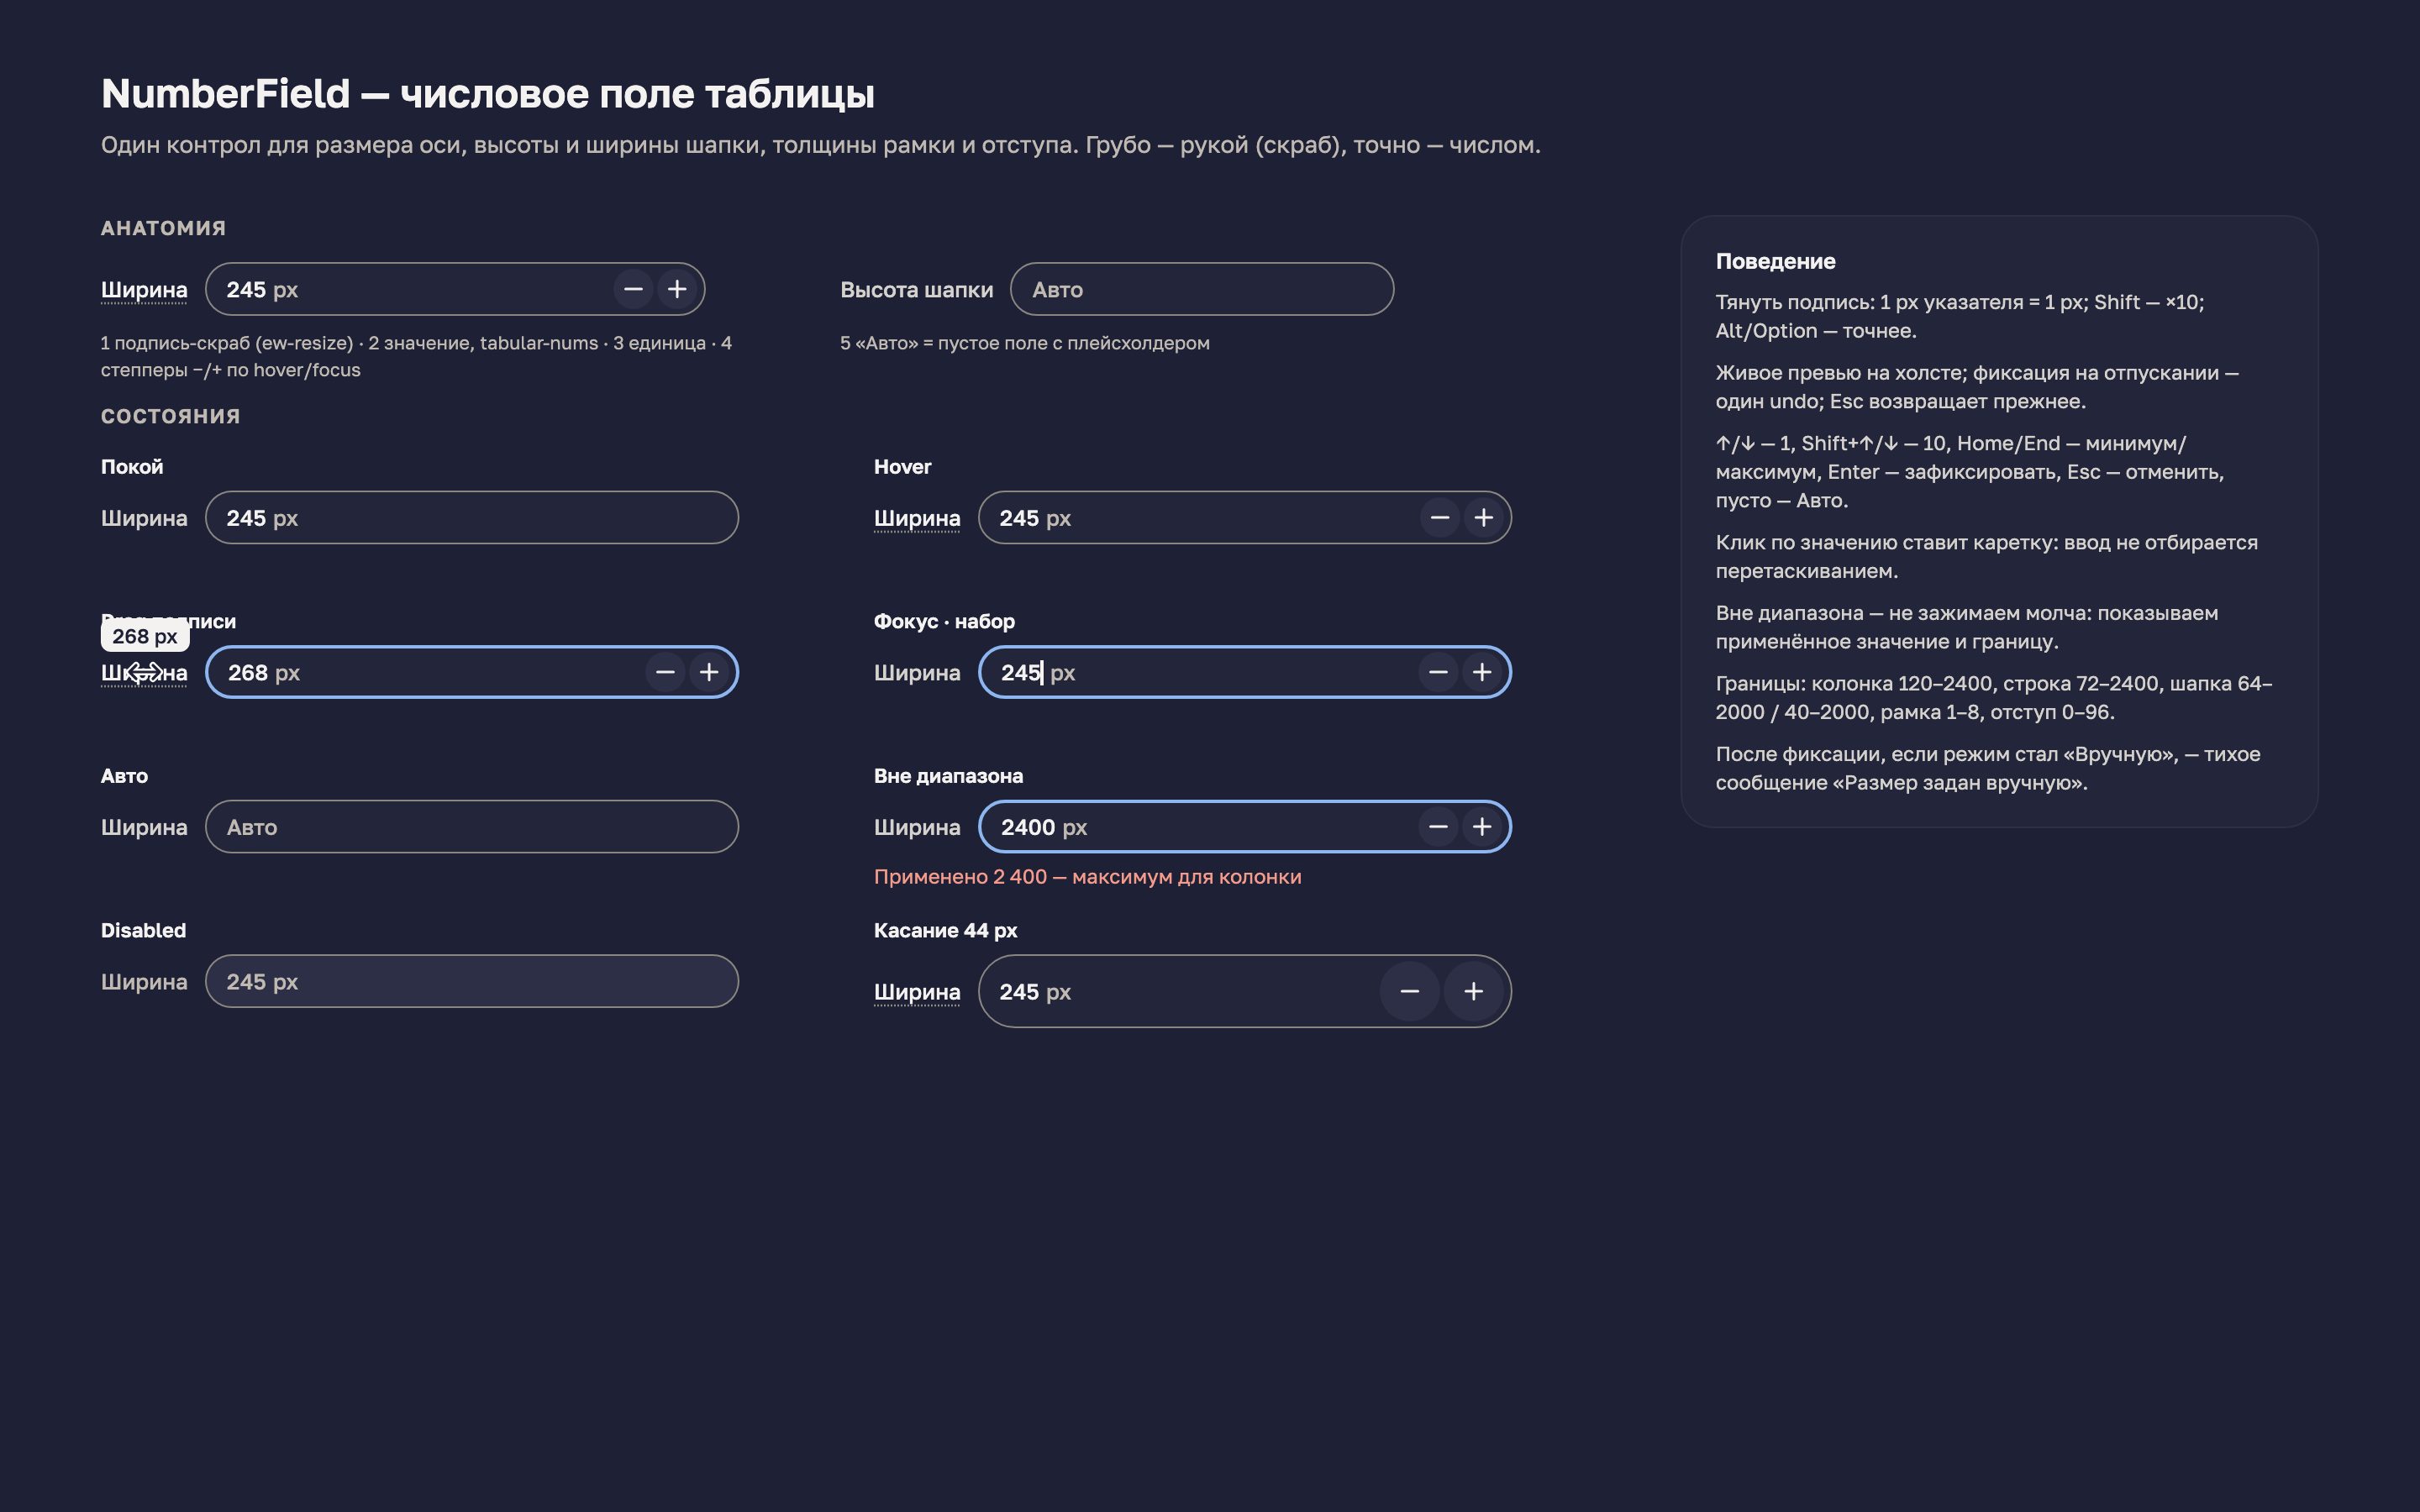 NumberField — числовое поле таблицы
Один контрол для размера оси, высоты и ширины шапки, толщины рамки и отступа. Грубо — рукой (скраб), точно — числом.
АНАТОМИЯ
Ширина 245 px − +
1 подпись-скраб (ew-resize) · 2 значение, tabular-nums · 3 единица · 4
степперы −/+ по hover/focus
Высота шапки Авто
5 «Авто» = пустое поле с плейсхолдером
СОСТОЯНИЯ
Покой
Ширина 245 px
Hover
Ширина 245 px − +
268 px
268 px − +
Фокус · набор
Ширина 245 px − +
Авто
Ширина Авто
Вне диапазона
Ширина 2400 px − +
Применено 2 400 — максимум для колонки
Disabled
Ширина 245 px
Касание 44 px
Ширина 245 px − +
Поведение
Тянуть подпись: 1 px указателя = 1 px; Shift — ×10;
Alt/Option — точнее.
Живое превью на холсте; фиксация на отпускании —
один undo; Esc возвращает прежнее.
↑/↓ — 1, Shift+↑/↓ — 10, Home/End — минимум/
максимум, Enter — зафиксировать, Esc — отменить,
пусто — Авто.
Клик по значению ставит каретку: ввод не отбирается
перетаскиванием.
Вне диапазона — не зажимаем молча: показываем
применённое значение и границу.
Границы: колонка 120–2400, строка 72–2400, шапка 64–
2000 / 40–2000, рамка 1–8, отступ 0–96.
После фиксации, если режим стал «Вручную», — тихое
сообщение «Размер задан вручную».